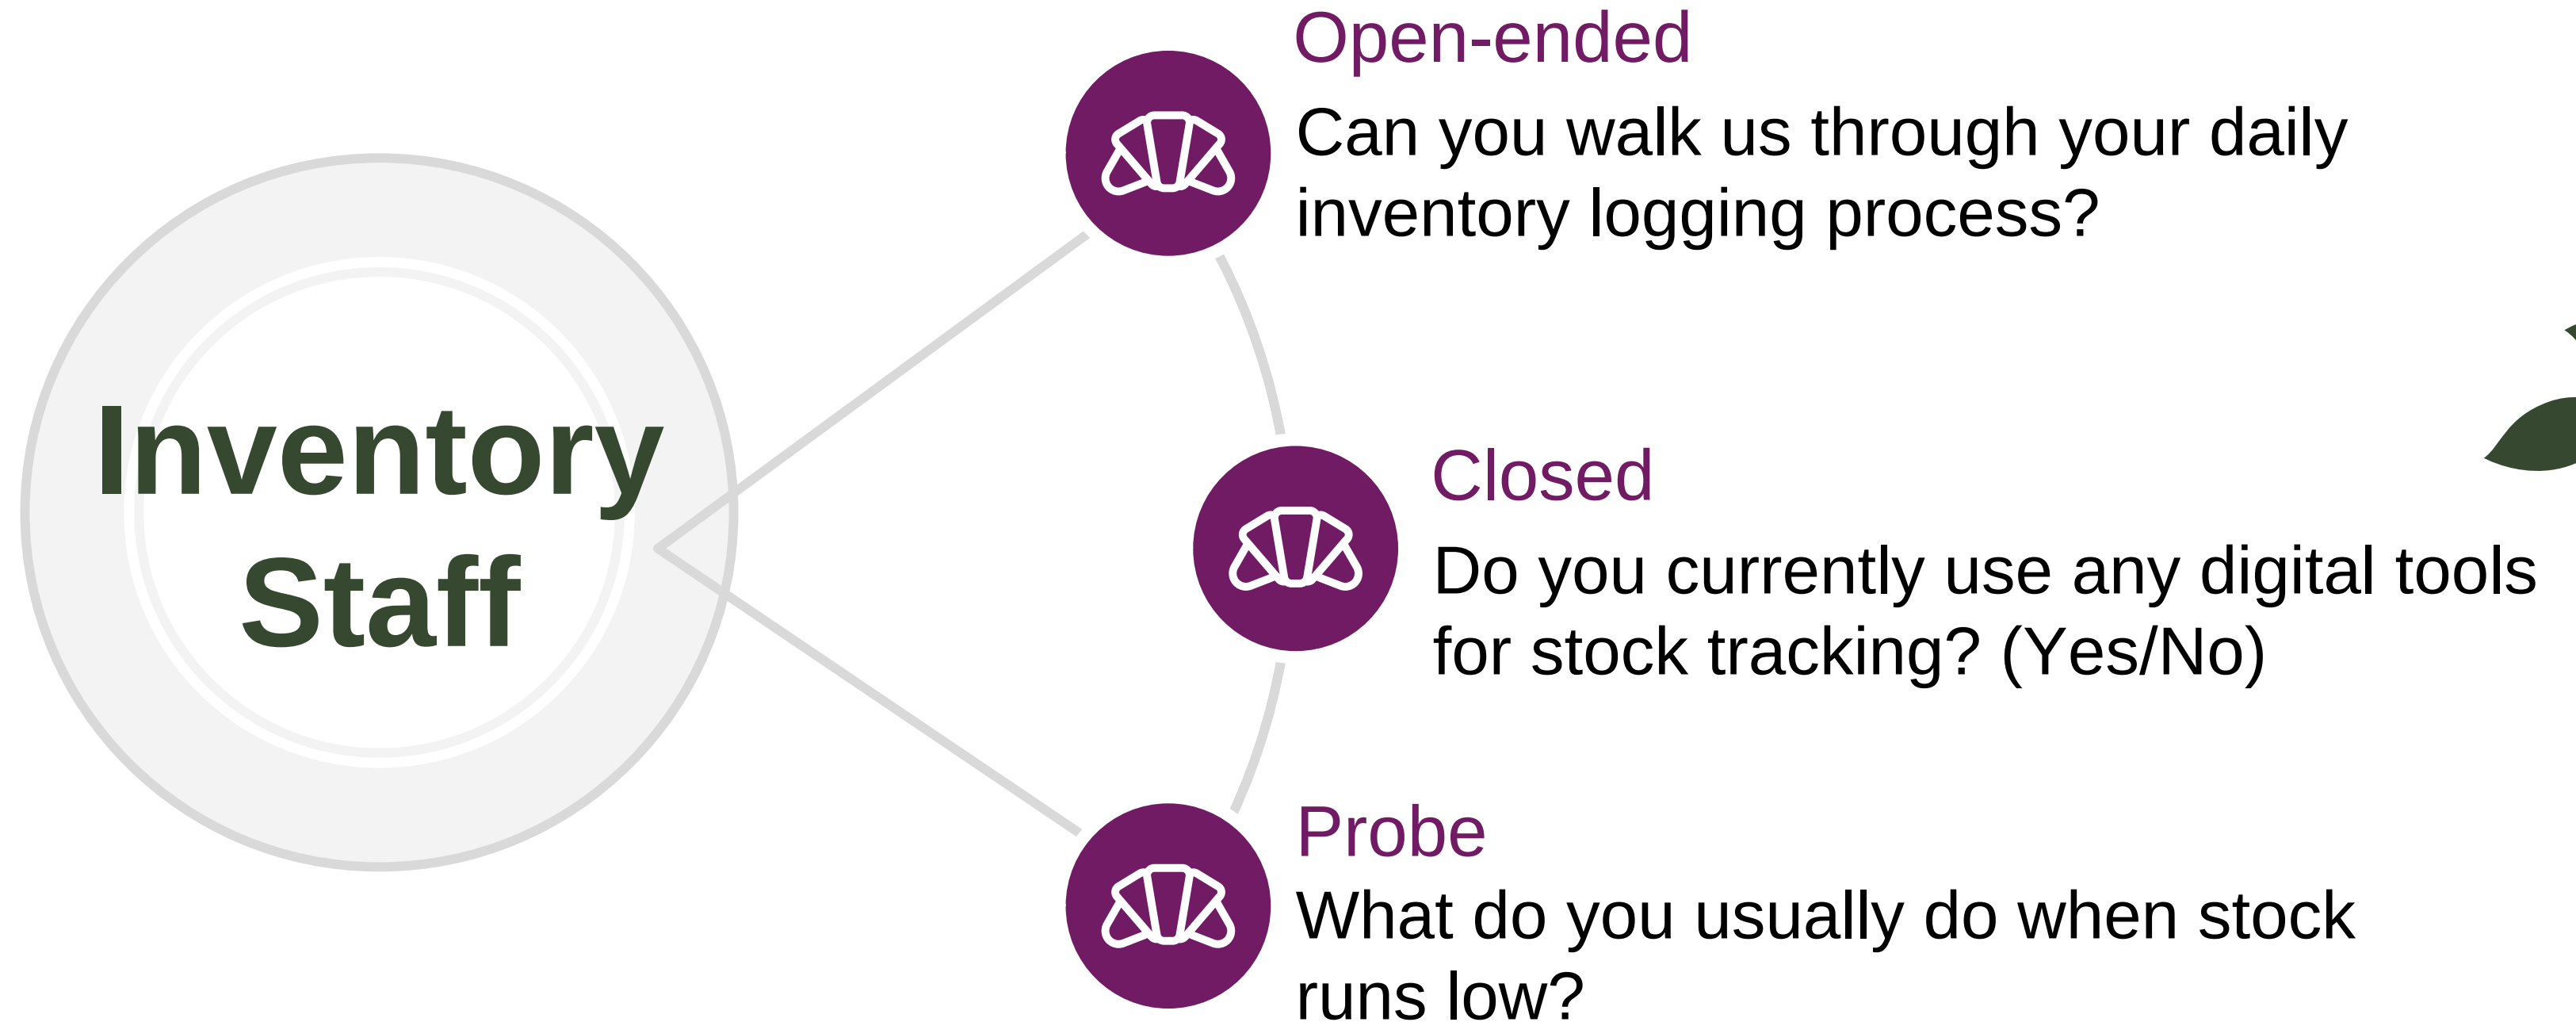 Inventory
Staff
Open-ended
Can you walk us through your daily
inventory logging process?
Closed
Do you currently use any digital tools
for stock tracking? (Yes/No)
Probe
What do you usually do when stock
runs low?